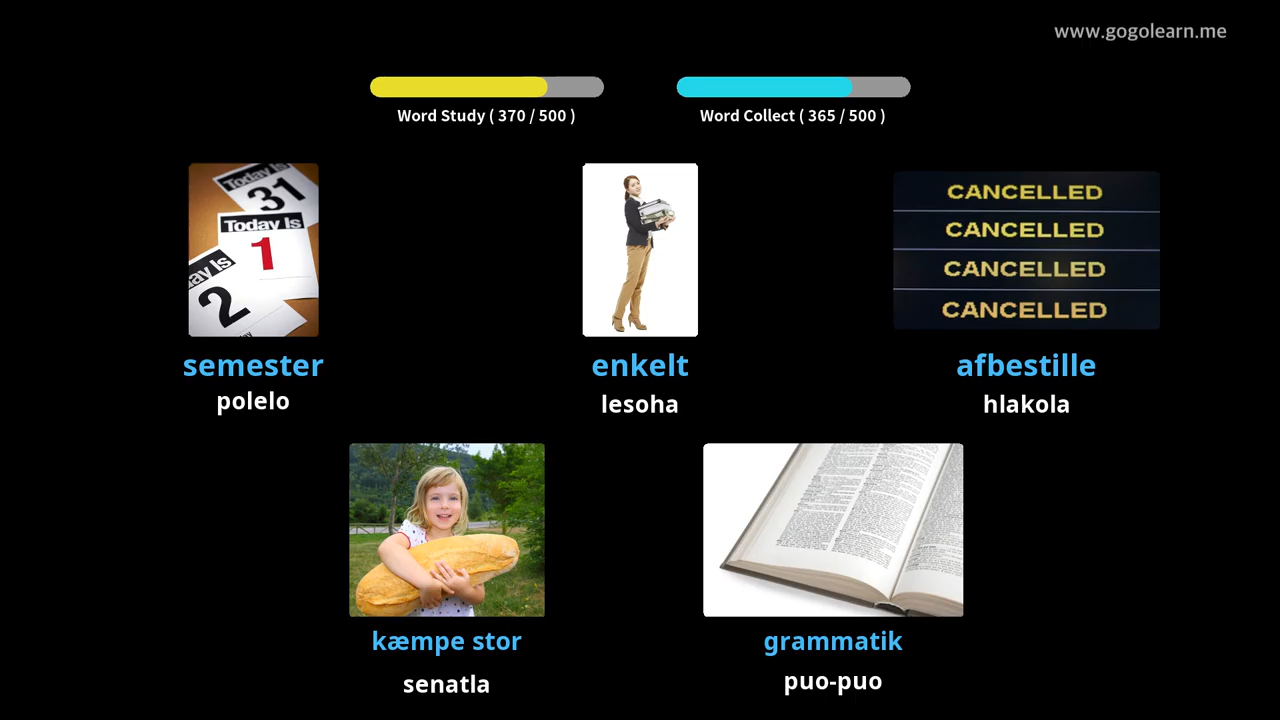 www.gogolearn.me
Word Study ( 370 / 500 )
Word Collect ( 365 / 500 )
Today Is
31
Today Is
1
ay Is
2
CANCELLED
CANCELLED
CANCELLED
CANCELLED
semester
polelo
enkelt
lesoha
afbestille
hlakola
kæmpe stor
senatla
grammatik
puo-puo